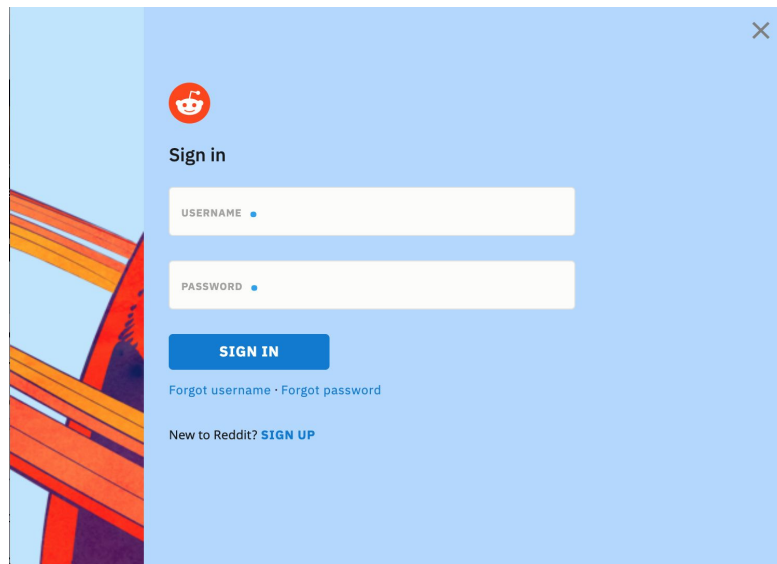 Sign in
USERNAME
PASSWORD
SIGN IN
Forgot username · Forgot password
New to Reddit? SIGN UP